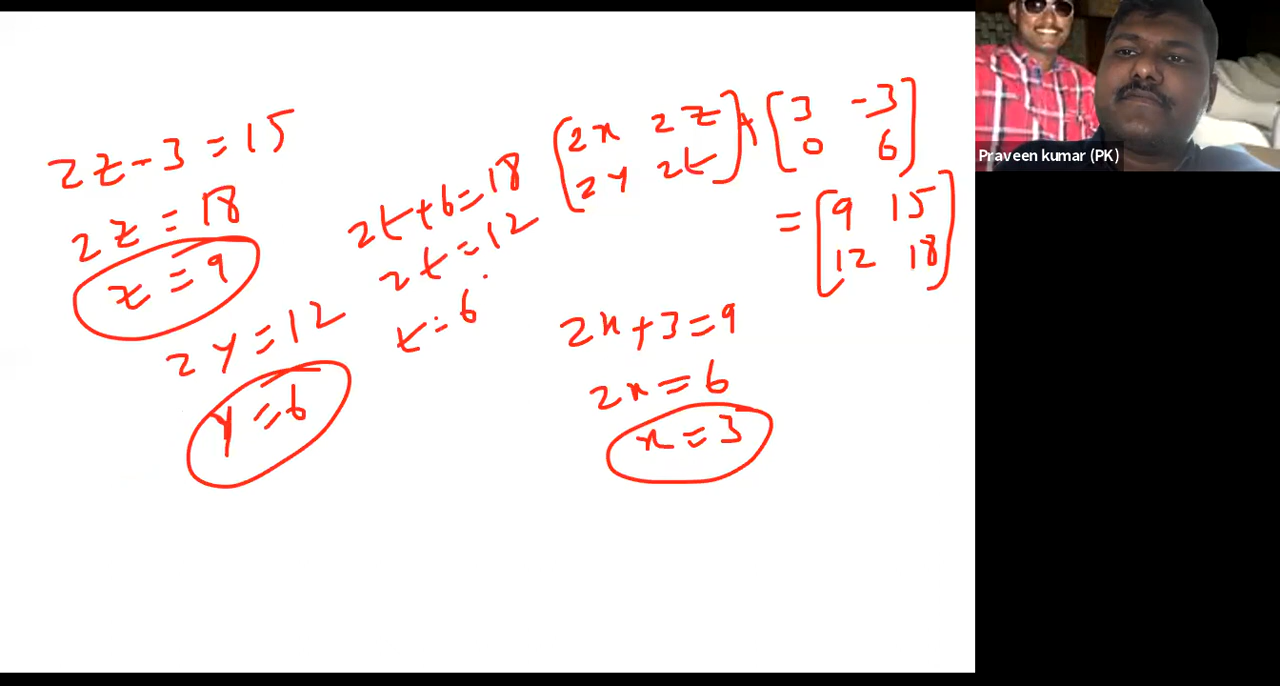 2z - 3 = 15
2z = 18
z = 9
2y = 12
y = 6
2t + 6 = 18
2t = 12
t = 6
[2x 2z
2y 2t] + [3 -3
0 6]
= [9 15
12 18]
2x + 3 = 9
2x = 6
x = 3
Praveen kumar (PK)